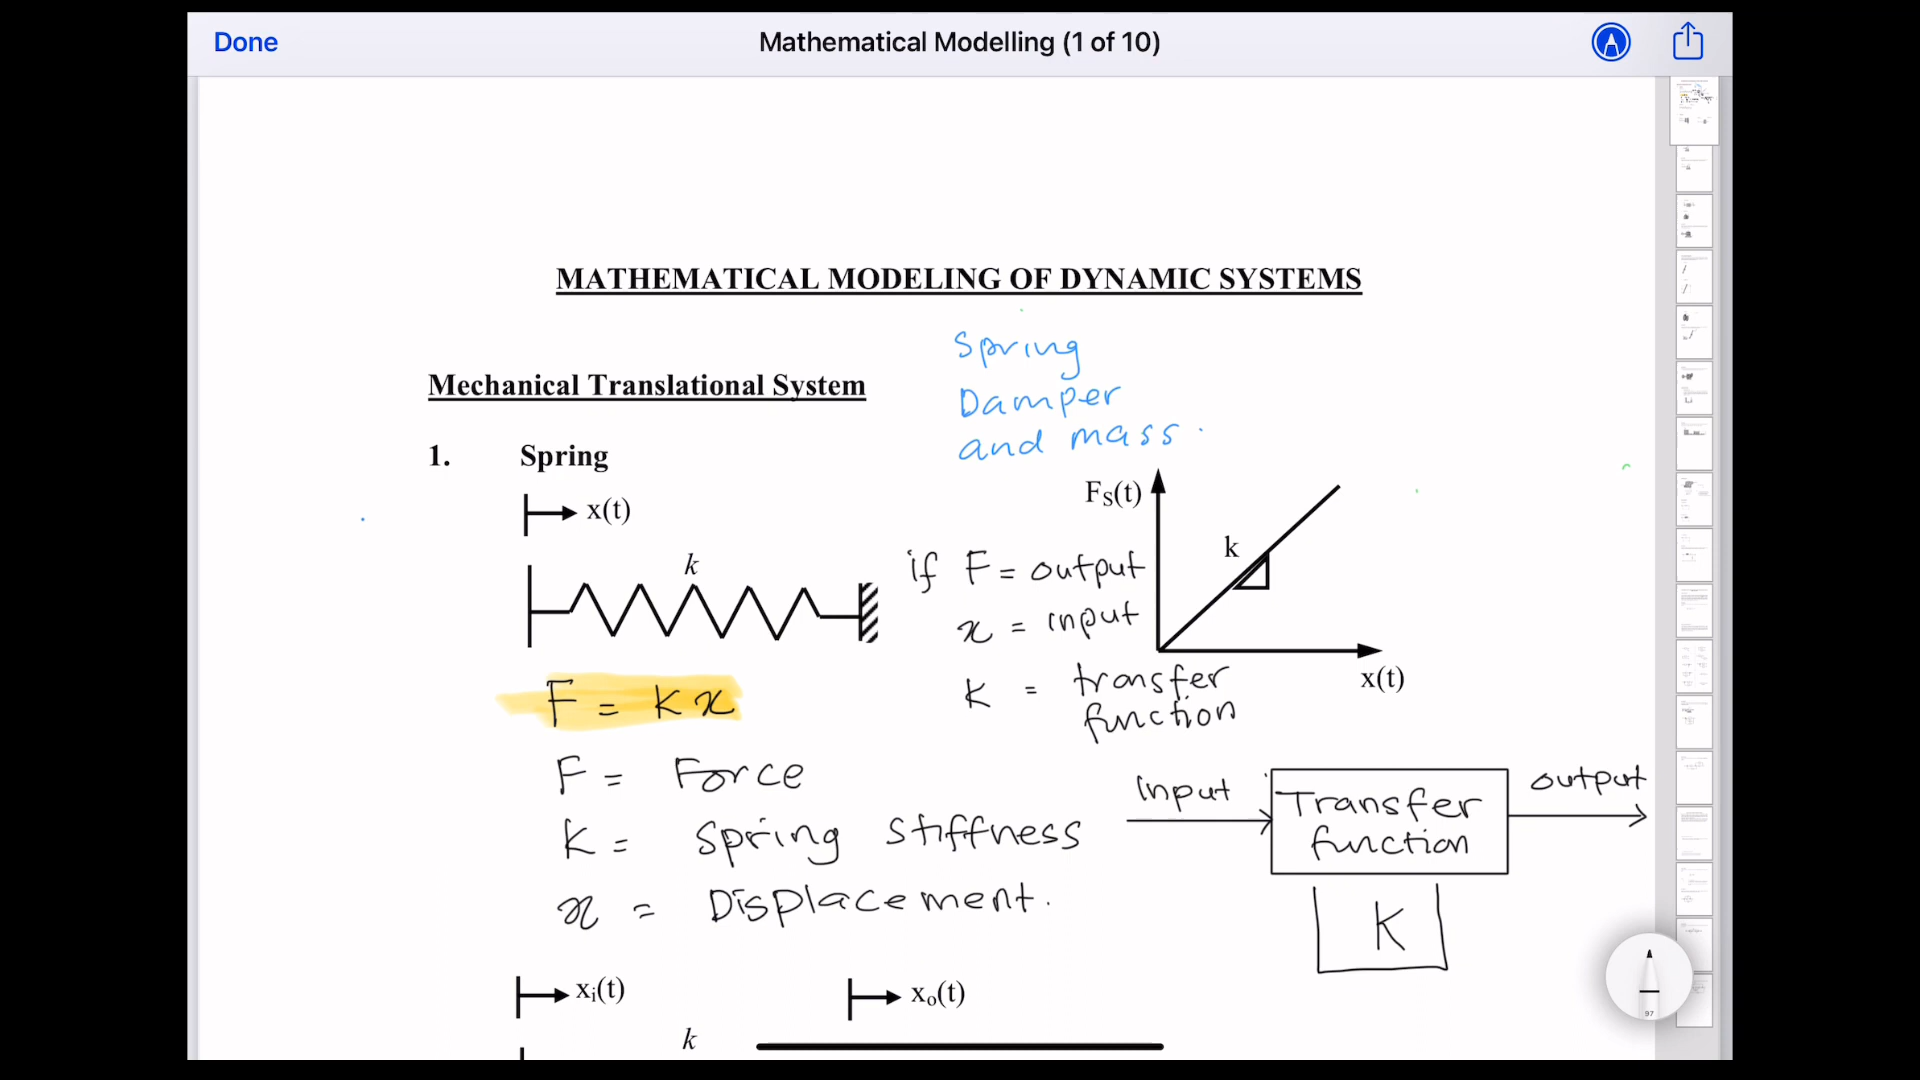 Done
Mathematical Modelling (1 of 10)
MATHEMATICAL MODELING OF DYNAMIC SYSTEMS
Spring
Damper
and mass.
Mechanical Translational System
1. Spring
x(t)
k
Fs(t)
k
x(t)
if F = output
x = input
k = transfer
function
F = kx
F = Force
k = Spring stiffness
x = Displacement.
input
Transfer
function
output
K
xi(t)
xo(t)
k
97